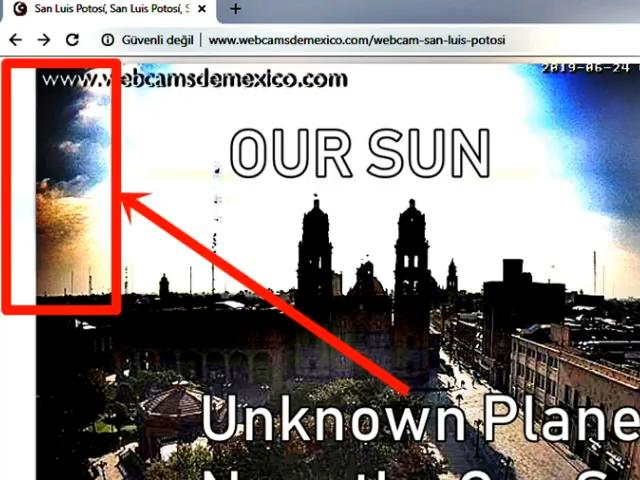 San Luis Potosí, San Luis Potosí, S
Güvenli değil | www.webcamsdemexico.com/webcam-san-luis-potosi
www.webcamsdemexico.com
2019-06-24
OUR SUN
Unknown Plane